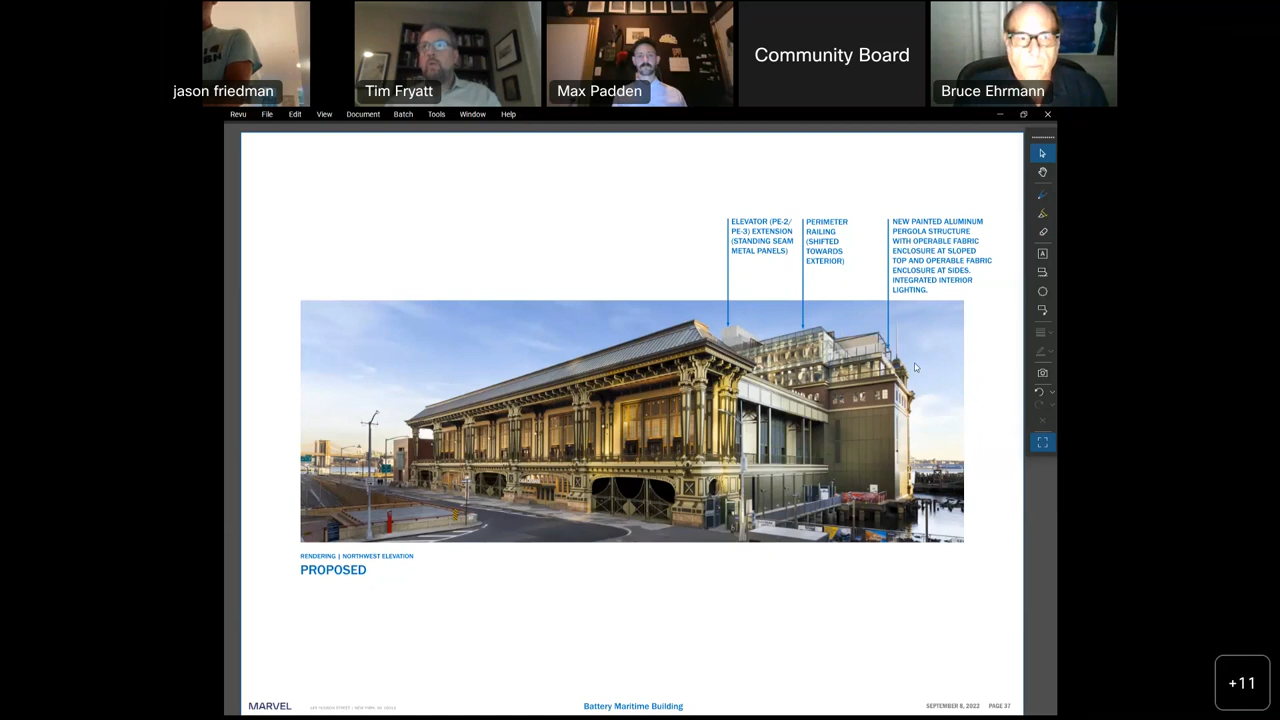 jason friedman
Tim Fryatt
Max Padden
Community Board
Bruce Ehrmann
Revu File Edit View Document Batch Tools Window Help
ELEVATOR (PE-2/
PE-3) EXTENSION
(STANDING SEAM
METAL PANELS)
PERIMETER
RAILING
(SHIFTED
TOWARDS
EXTERIOR)
NEW PAINTED ALUMINUM
PERGOLA STRUCTURE
WITH OPERABLE FABRIC
ENCLOSURE AT SLOPED
TOP AND OPERABLE FABRIC
ENCLOSURE AT SIDES.
INTEGRATED INTERIOR
LIGHTING.
RENDERING | NORTHWEST ELEVATION
PROPOSED
MARVEL
Battery Maritime Building
SEPTEMBER 8, 2022 PAGE 37
+11